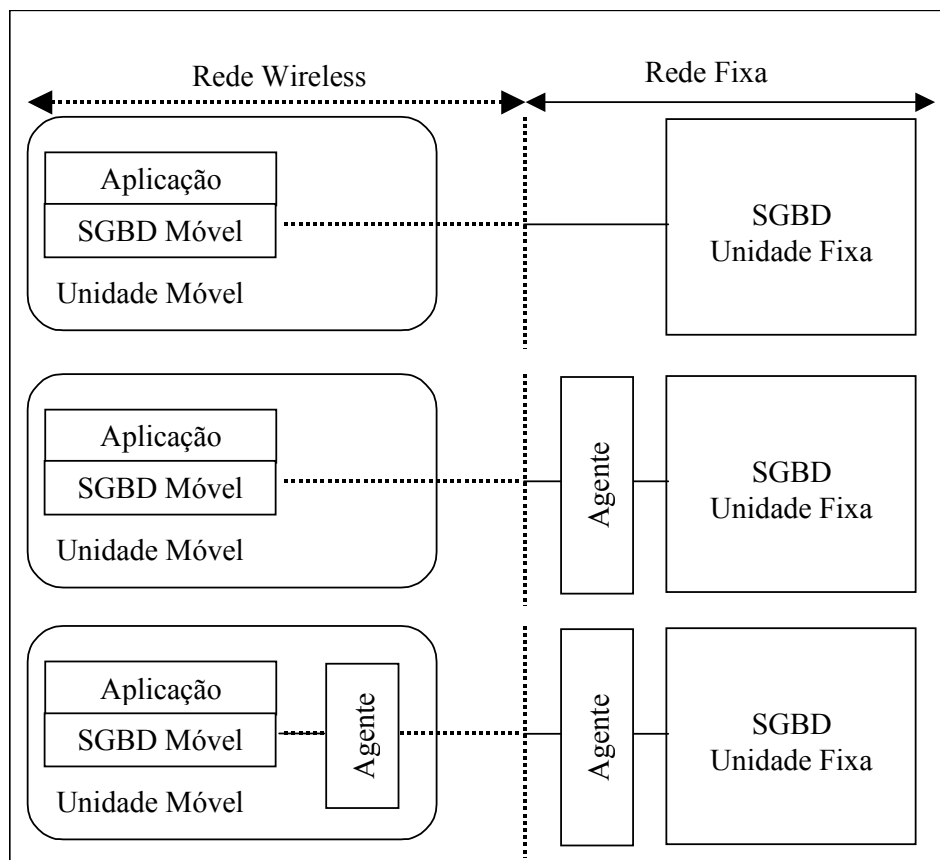 Rede Wireless
Rede Fixa
Aplicação
SGBD Móvel
Unidade Móvel
SGBD
Unidade Fixa
Aplicação
SGBD Móvel
Unidade Móvel
Agente
SGBD
Unidade Fixa
Aplicação
SGBD Móvel
Unidade Móvel
Agente
Agente
SGBD
Unidade Fixa